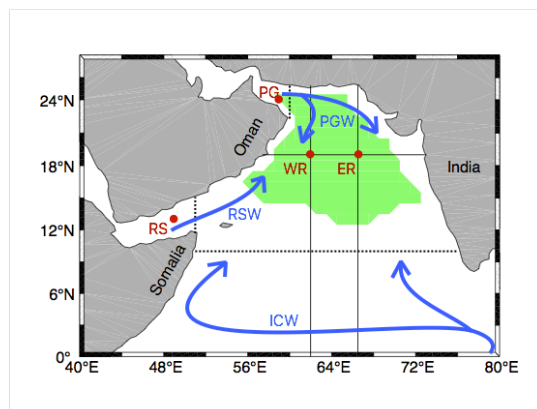 24°N
PG
PGW
Oman
18°N
WR
ER
India
RSW
RS
12°N
Somalia
6°N
ICW
0°
40°E
48°E
56°E
64°E
72°E
80°E